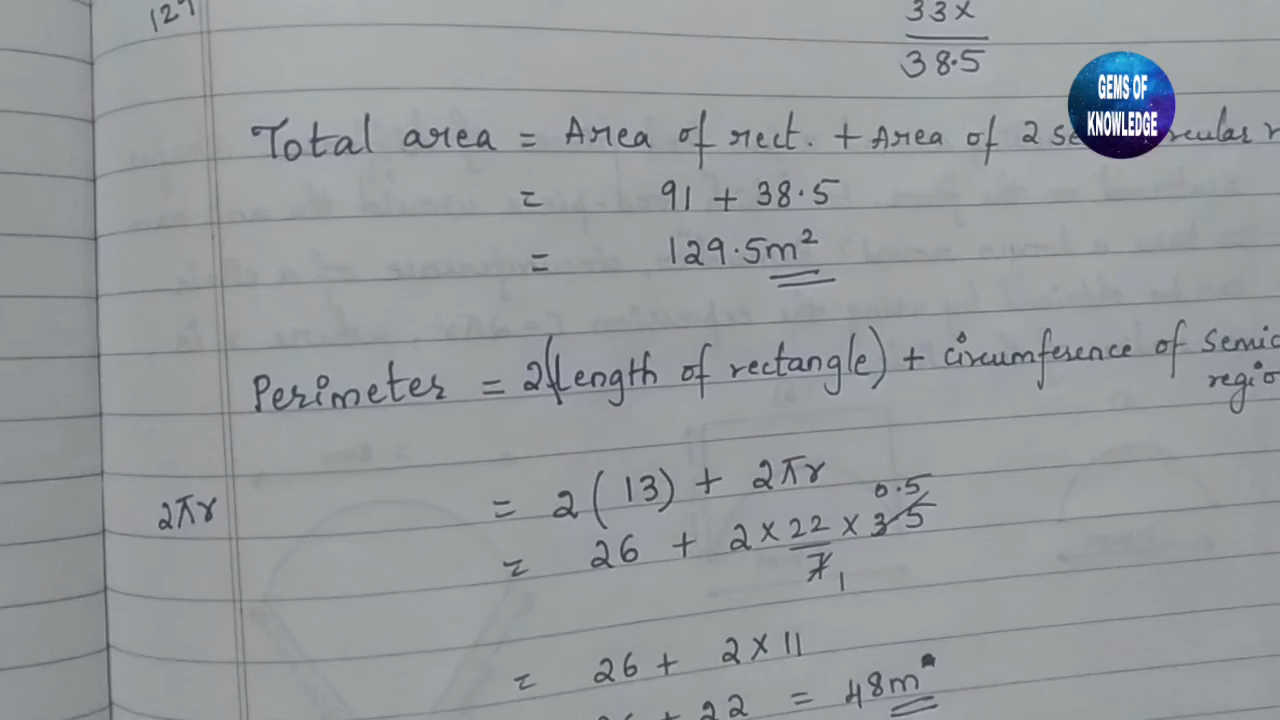 127
33x
38.5
GEMS OF
KNOWLEDGE
Total area = Area of rect. + Area of 2
= 91 + 38.5
= 129.5m²
Perimeter = 2(Length of rectangle) + circumference of semic
regio
= 2(13) + 2πr
2πr
0.5
= 26 + 2 × 22 × 3.5
7 1
= 26 + 2 × 11
+ 22 = 48m